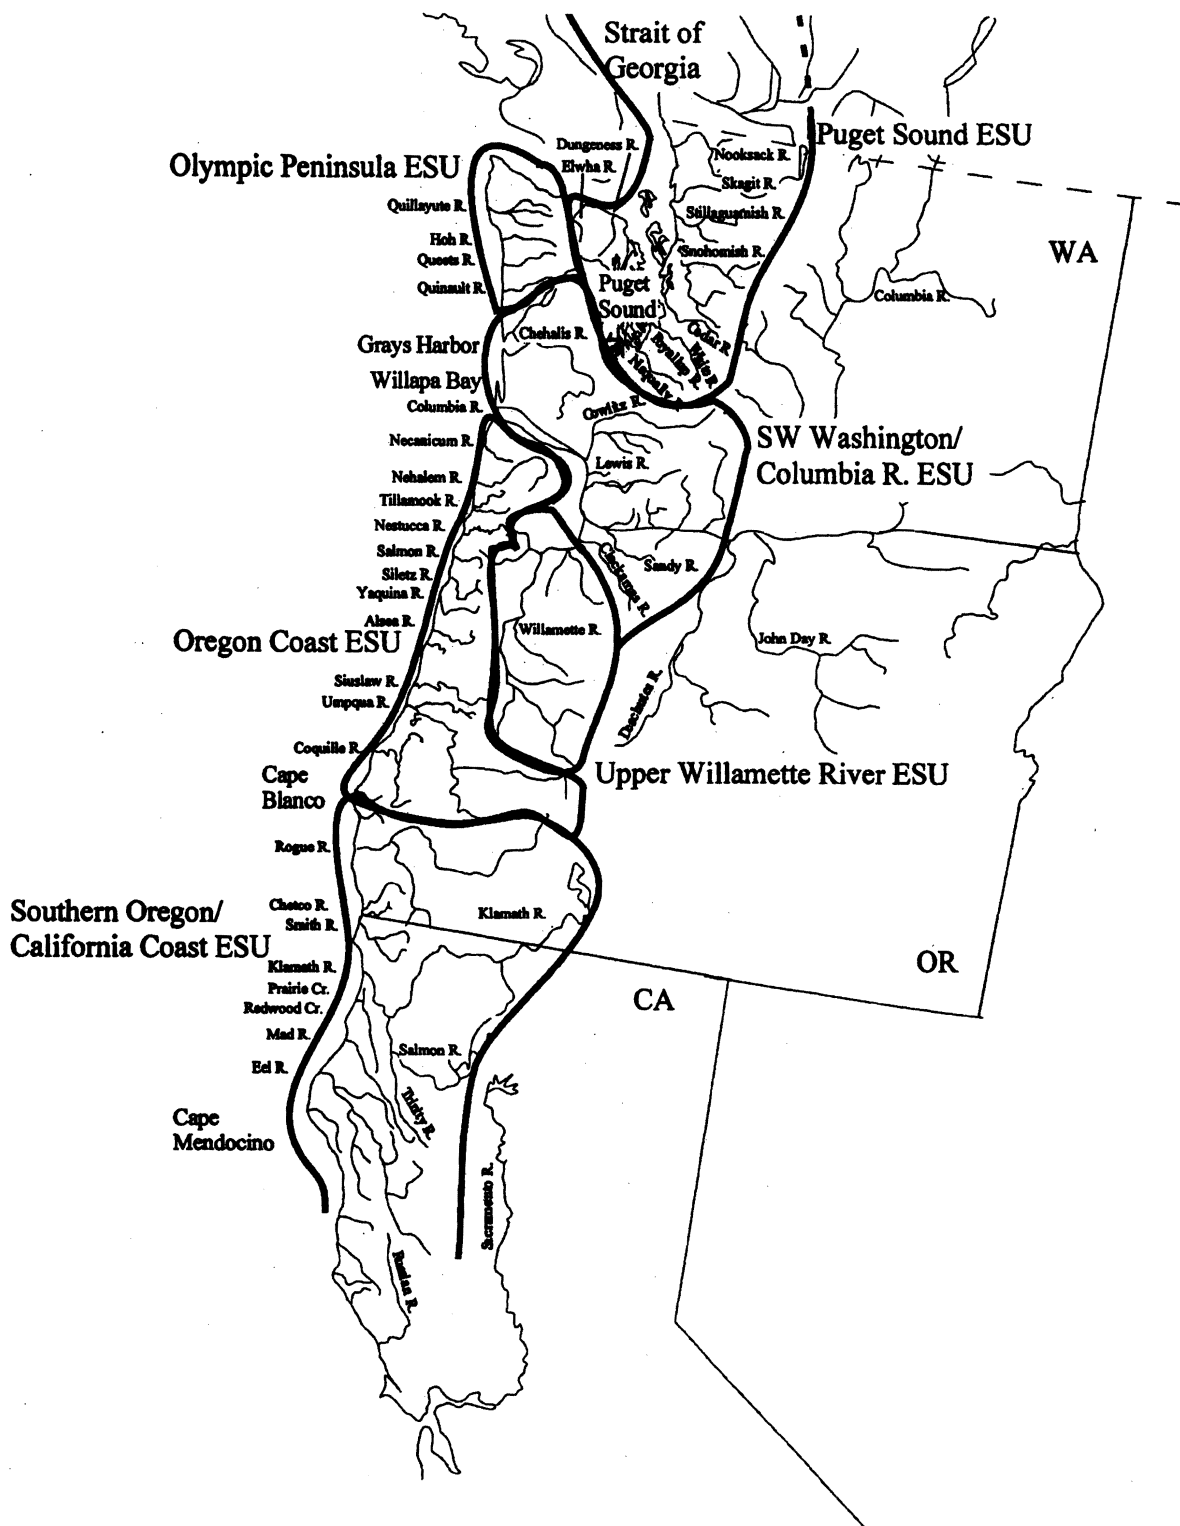 Strait of
Georgia
Puget Sound ESU
Dungeness R.
Elwha R.
Nooksack R.
Skagit R.
Stillaguamish R.
Snohomish R.
Olympic Peninsula ESU
Quillayute R.
Hoh R.
Queets R.
Quinault R.
WA
Columbia R.
Puget
Sound
Cedar R.
White R.
Puyallup R.
Nisqually R.
Chehalis R.
Grays Harbor
Willapa Bay
Columbia R.
Cowlitz R.
Necanicum R.
SW Washington/
Columbia R. ESU
Lewis R.
Nehalem R.
Tillamook R.
Nestucca R.
Salmon R.
Siletz R.
Yaquina R.
Alsea R.
Clackamas R.
Sandy R.
Willamette R.
John Day R.
Oregon Coast ESU
Siuslaw R.
Umpqua R.
Deschutes R.
Coquille R.
Cape
Blanco
Upper Willamette River ESU
Rogue R.
Chetco R.
Smith R.
Klamath R.
Southern Oregon/
California Coast ESU
Klamath R.
Prairie Cr.
Redwood Cr.
Mad R.
Eel R.
OR
CA
Salmon R.
Trinity R.
Cape
Mendocino
Sacramento R.
Russian R.